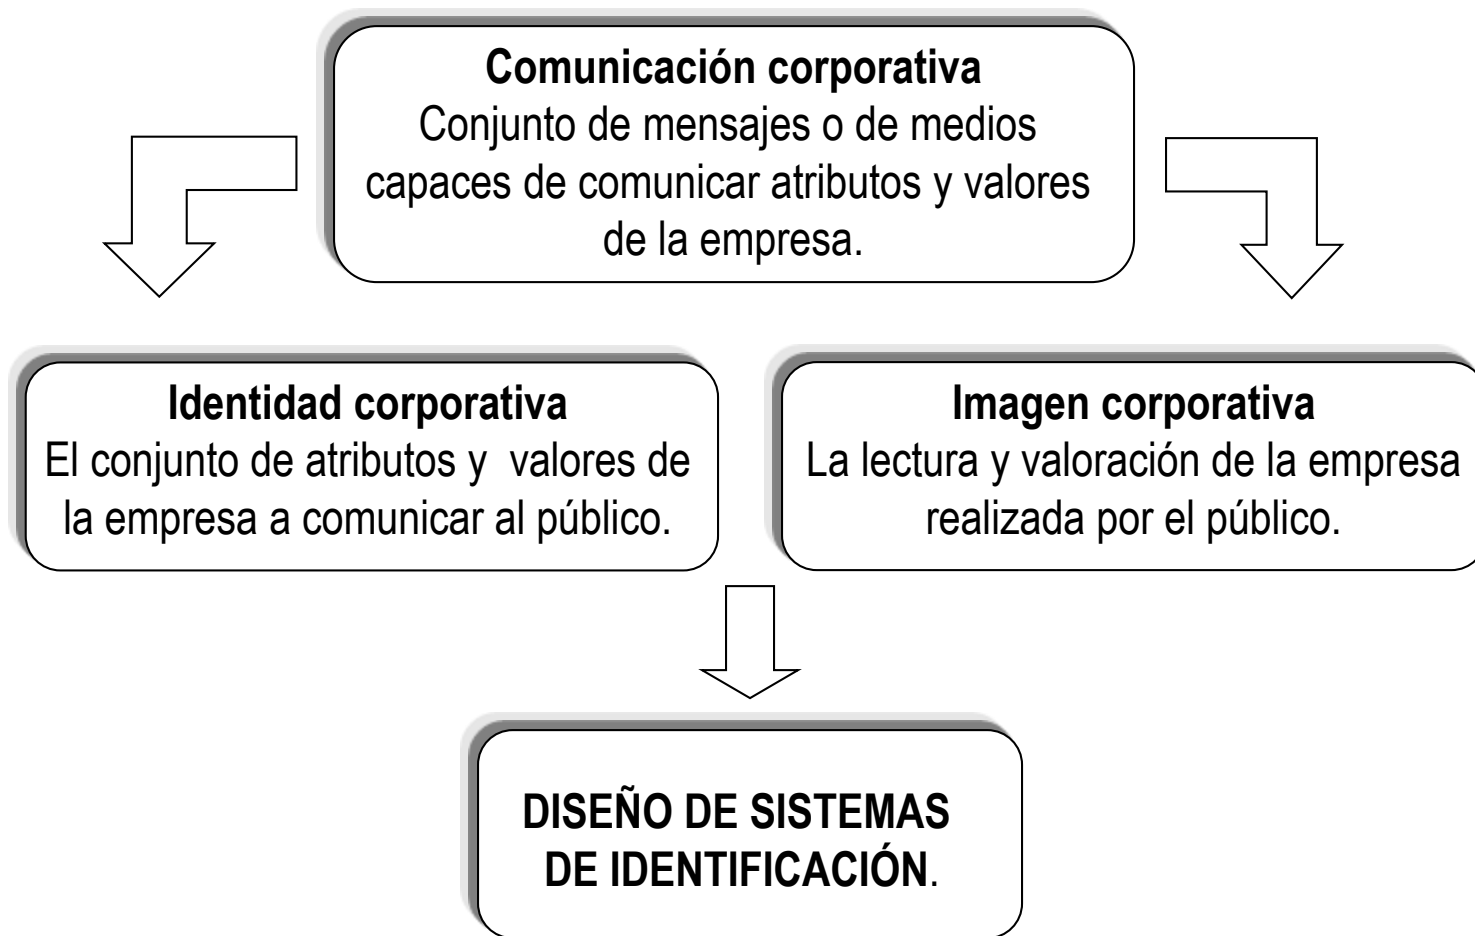 Comunicación corporativa
Conjunto de mensajes o de medios
capaces de comunicar atributos y valores
de la empresa.
Identidad corporativa
El conjunto de atributos y  valores de
la empresa a comunicar al público.
Imagen corporativa
La lectura y valoración de la empresa
realizada por el público.
DISEÑO DE SISTEMAS
DE IDENTIFICACIÓN.